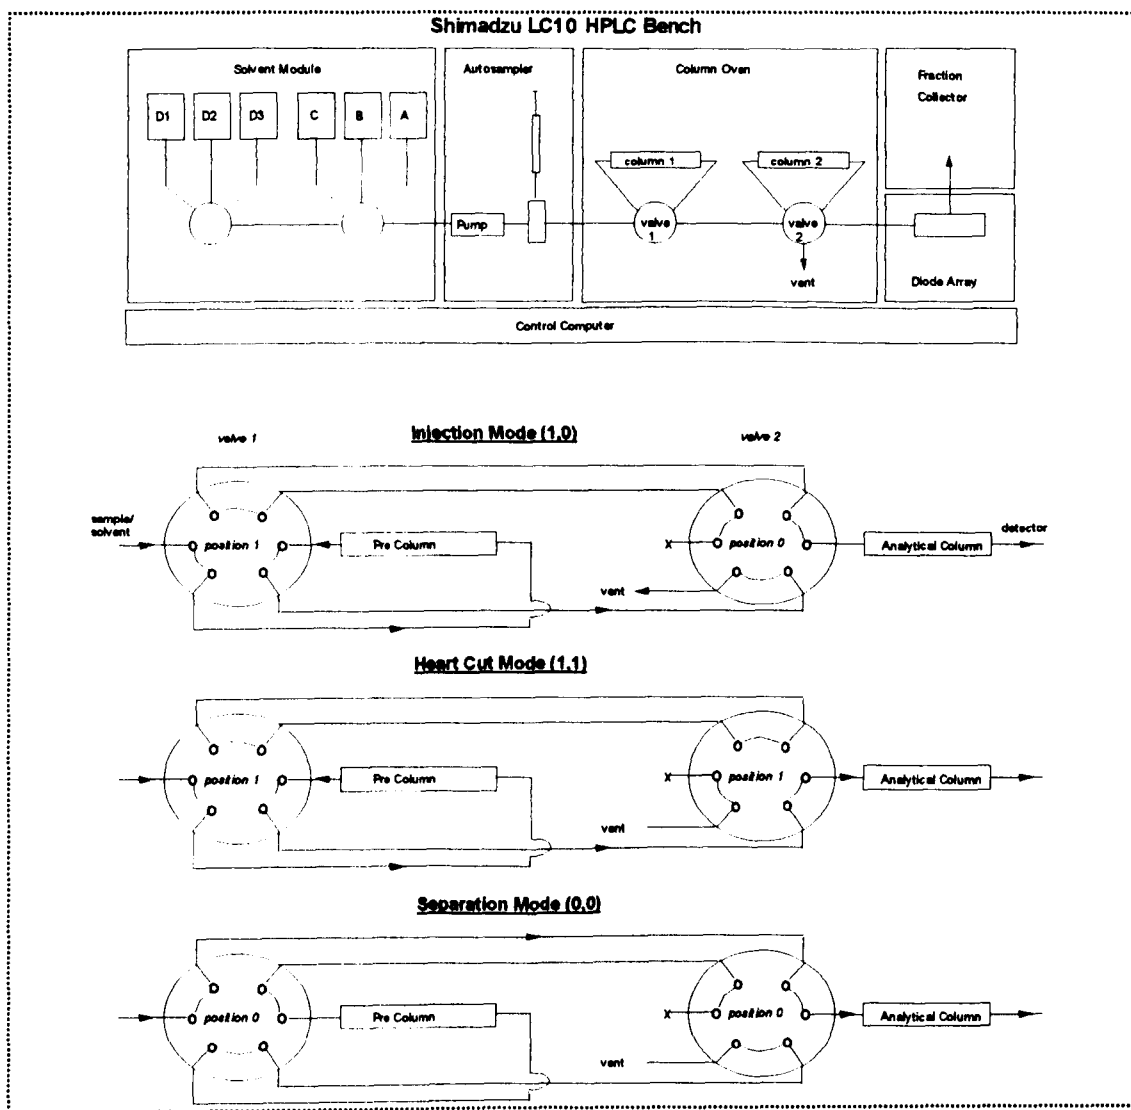 Shimadzu LC10 HPLC Bench
Solvent Module
Autosampler
Column Oven
Fraction
Collector
D1 D2 D3 C B A
column 1
column 2
Pump
valve
1
valve
2
vent
Diode Array
Control Computer
valve 1
Injection Mode (1,0)
valve 2
sample/
solvent
position 1
Pre Column
X
position 0
Analytical Column
detector
vent
Heart Cut Mode (1,1)
position 1
Pre Column
X
position 1
Analytical Column
vent
Separation Mode (0,0)
position 0
Pre Column
X
position 0
Analytical Column
vent